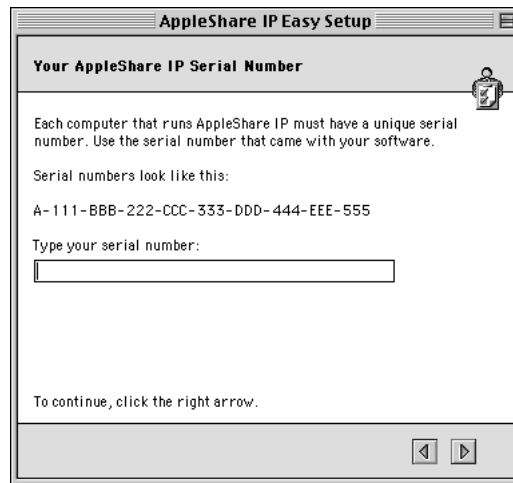 AppleShare IP Easy Setup
Your AppleShare IP Serial Number
Each computer that runs AppleShare IP must have a unique serial
number. Use the serial number that came with your software.
Serial numbers look like this:
A-111-BBB-222-CCC-333-DDD-444-EEE-555
Type your serial number:
To continue, click the right arrow.